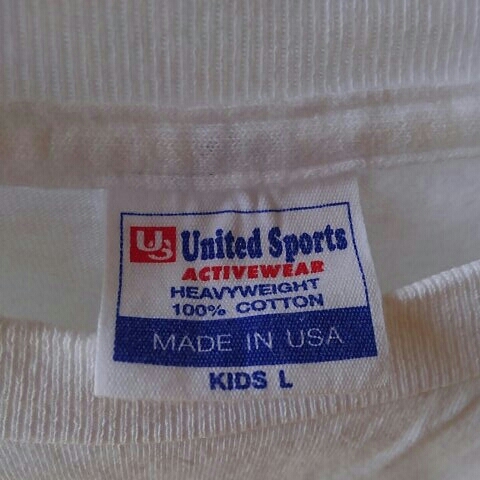 US United Sports
ACTIVEWEAR
HEAVYWEIGHT
100% COTTON
MADE IN USA
KIDS L